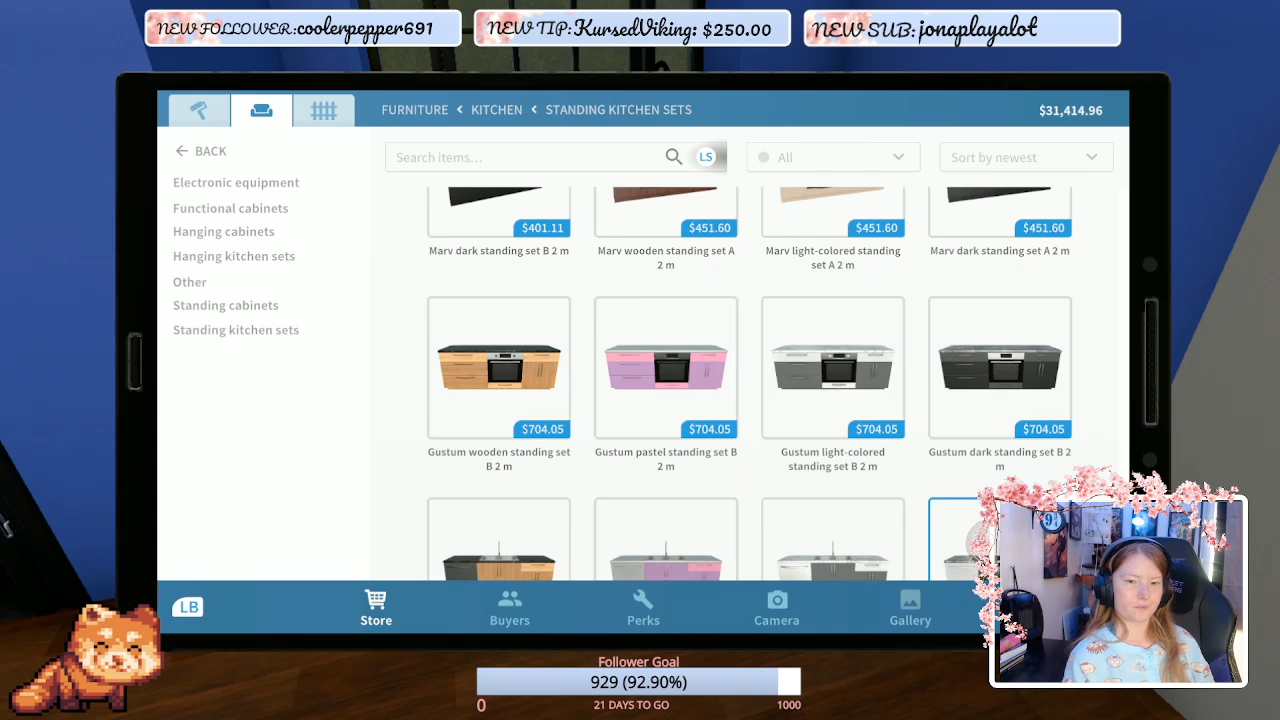 NEW FOLLOWER: coolerpepper691
NEW TIP: KursedViking: $250.00
NEW SUB: jonaplayalot
FURNITURE < KITCHEN < STANDING KITCHEN SETS
$31,414.96
BACK
Search items...
LS
All
Sort by newest
Electronic equipment
Functional cabinets
Hanging cabinets
Hanging kitchen sets
Other
Standing cabinets
Standing kitchen sets
$401.11
$451.60
$451.60
$451.60
Marv dark standing set B 2 m
Marv wooden standing set A
2 m
Marv light-colored standing
set A 2 m
Marv dark standing set A 2 m
$704.05
$704.05
$704.05
$704.05
Gustum wooden standing set
B 2 m
Gustum pastel standing set B
2 m
Gustum light-colored
standing set B 2 m
Gustum dark standing set B 2
m
LB
Store
Buyers
Perks
Camera
Gallery
Follower Goal
929 (92.90%)
0
21 DAYS TO GO
1000